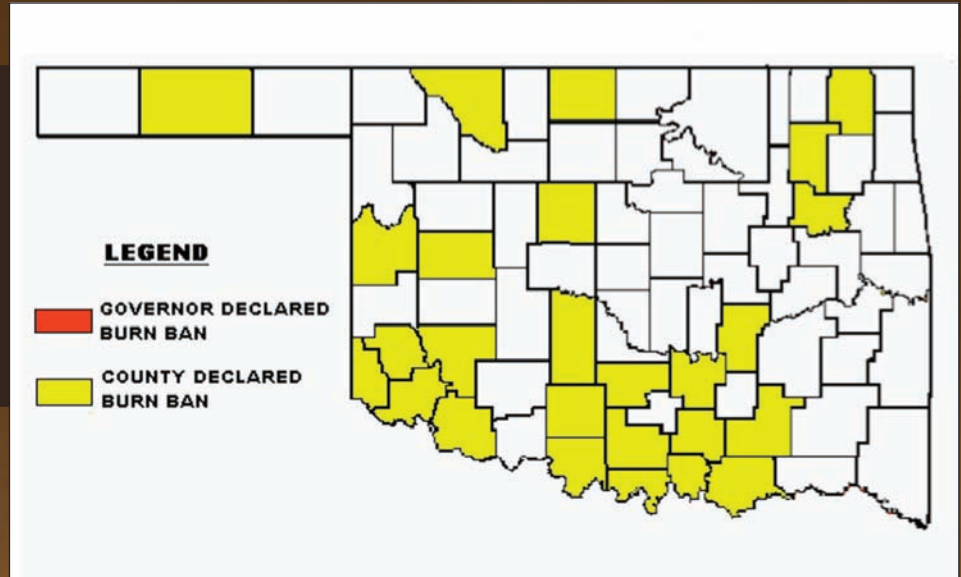 LEGEND
GOVERNOR DECLARED
BURN BAN
COUNTY DECLARED
BURN BAN